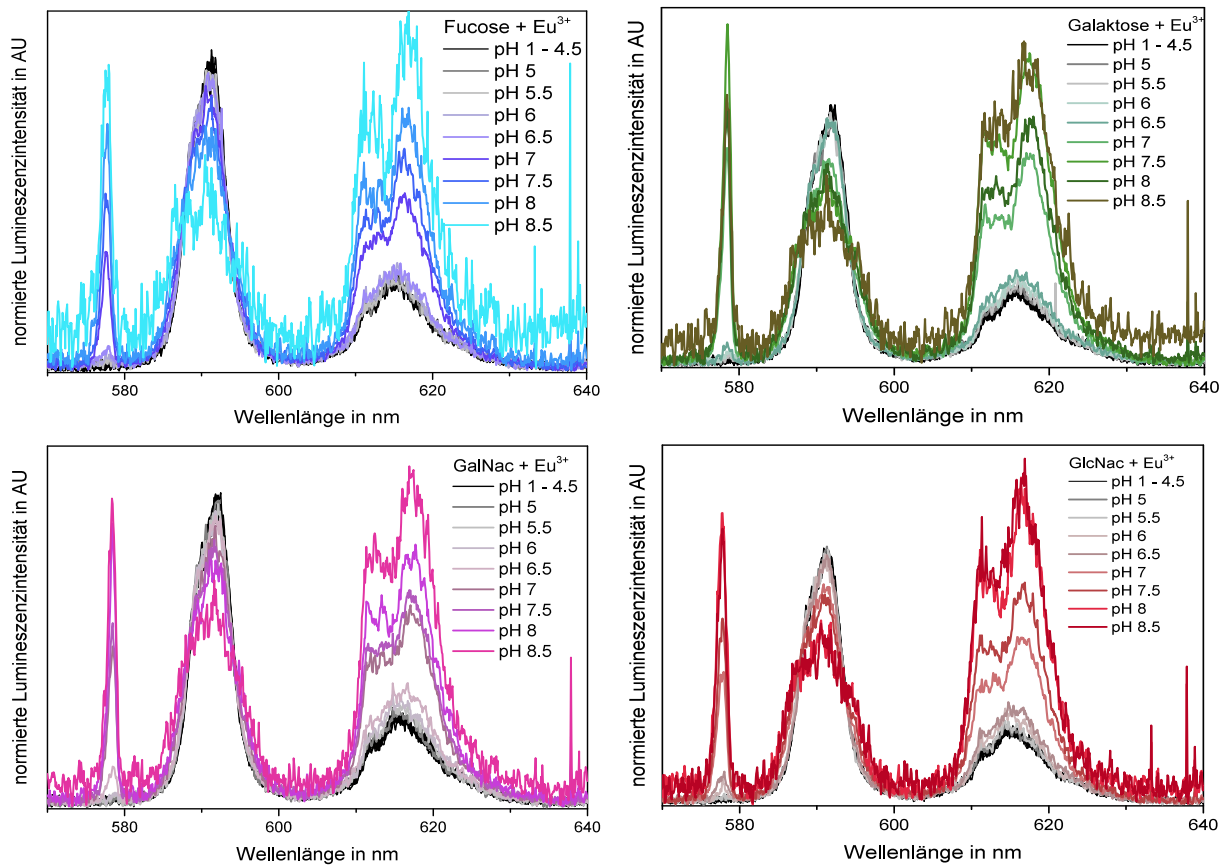 normierte Lumineszenzintensität in AU
Fucose + Eu³⁺
pH 1 - 4.5
pH 5
pH 5.5
pH 6
pH 6.5
pH 7
pH 7.5
pH 8
pH 8.5
580
600
620
640
Wellenlänge in nm
normierte Lumineszenzintensität in AU
Galaktose + Eu³⁺
pH 1 - 4.5
pH 5
pH 5.5
pH 6
pH 6.5
pH 7
pH 7.5
pH 8
pH 8.5
580
600
620
640
Wellenlänge in nm
normierte Lumineszenzintensität in AU
GalNac + Eu³⁺
pH 1 - 4.5
pH 5
pH 5.5
pH 6
pH 6.5
pH 7
pH 7.5
pH 8
pH 8.5
580
600
620
640
Wellenlänge in nm
normierte Lumineszenzintensität in AU
GlcNac + Eu³⁺
pH 1 - 4.5
pH 5
pH 5.5
pH 6
pH 6.5
pH 7
pH 7.5
pH 8
pH 8.5
580
600
620
640
Wellenlänge in nm